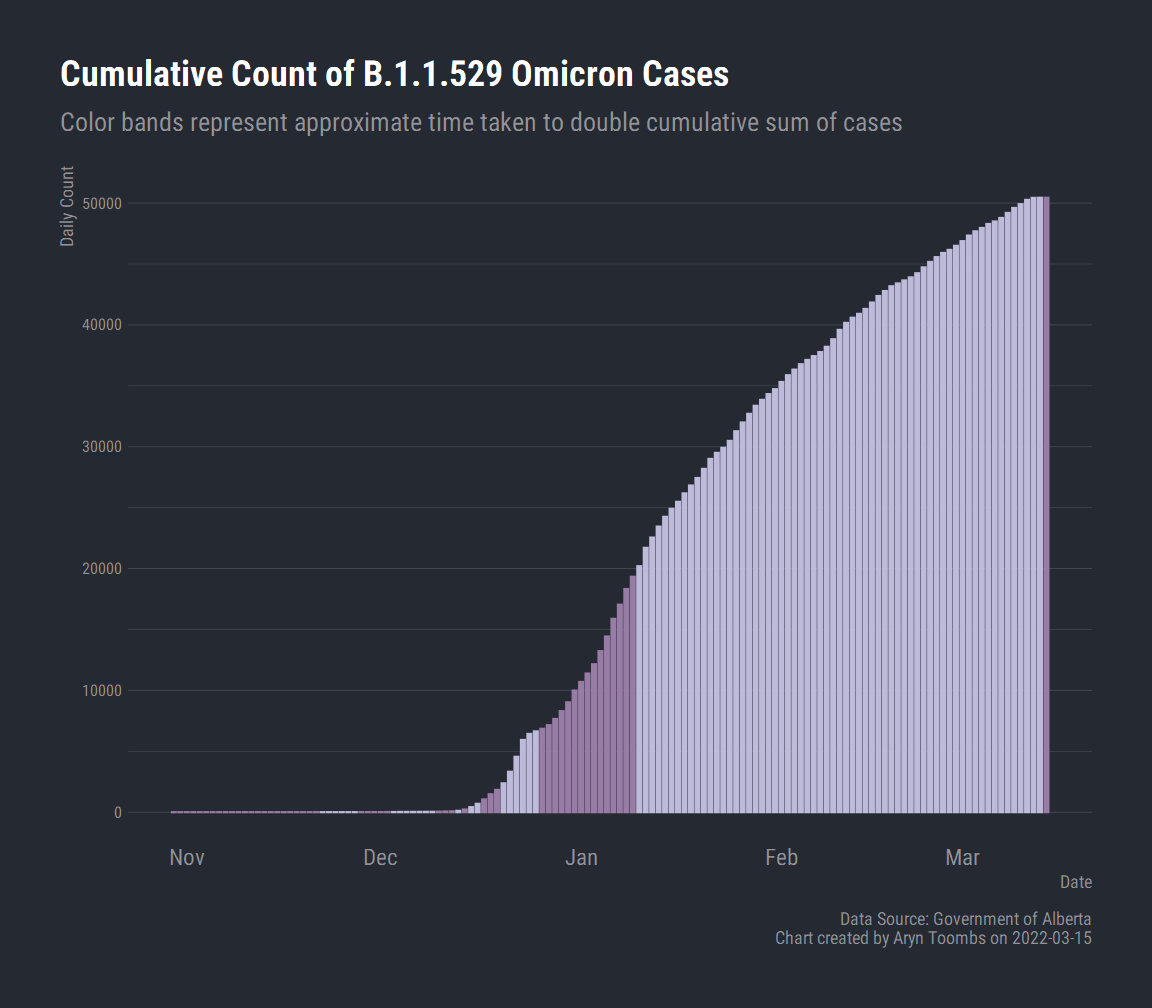 Cumulative Count of B.1.1.529 Omicron Cases
Color bands represent approximate time taken to double cumulative sum of cases
Daily Count
50000
40000
30000
20000
10000
0
Nov Dec Jan Feb Mar
Date
Data Source: Government of Alberta
Chart created by Aryn Toombs on 2022-03-15